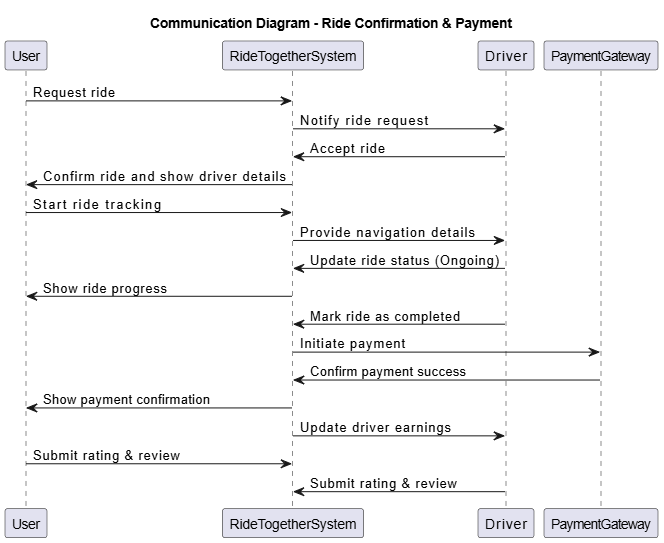 Communication Diagram - Ride Confirmation & Payment
User RideTogetherSystem Driver PaymentGateway
Request ride
Notify ride request
Accept ride
Confirm ride and show driver details
Start ride tracking
Provide navigation details
Update ride status (Ongoing)
Show ride progress
Mark ride as completed
Initiate payment
Confirm payment success
Show payment confirmation
Update driver earnings
Submit rating & review
Submit rating & review
User RideTogetherSystem Driver PaymentGateway